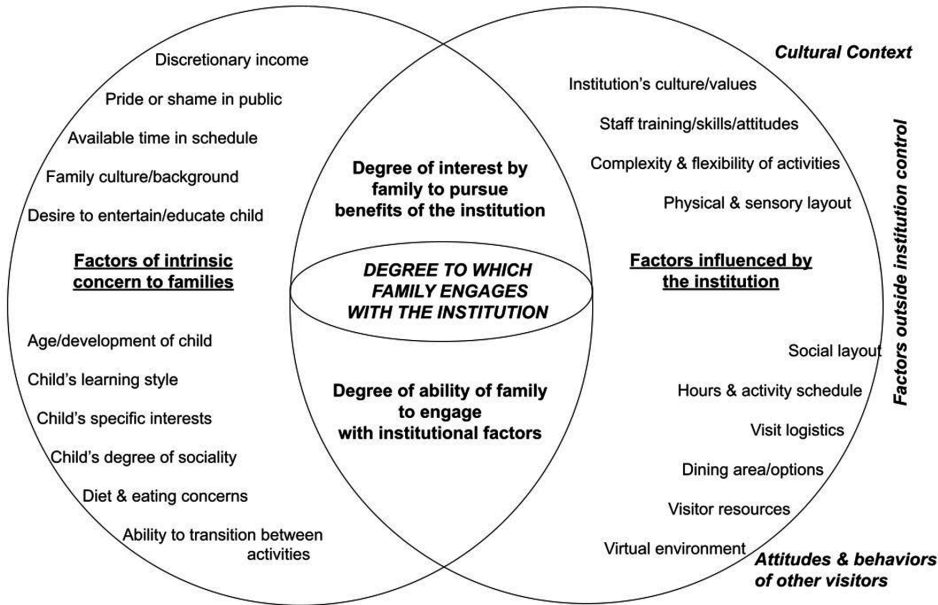 Discretionary income
Pride or shame in public
Available time in schedule
Family culture/background
Desire to entertain/educate child
Factors of intrinsic
concern to families
Age/development of child
Child's learning style
Child's specific interests
Child's degree of sociality
Diet & eating concerns
Ability to transition between
activities
Degree of interest by
family to pursue
benefits of the institution
DEGREE TO WHICH
FAMILY ENGAGES
WITH THE INSTITUTION
Degree of ability of family
to engage
with institutional factors
Institution's culture/values
Staff training/skills/attitudes
Complexity & flexibility of activities
Physical & sensory layout
Factors influenced by
the institution
Social layout
Hours & activity schedule
Visit logistics
Dining area/options
Visitor resources
Virtual environment
Cultural Context
Factors outside institution control
Attitudes & behaviors
of other visitors